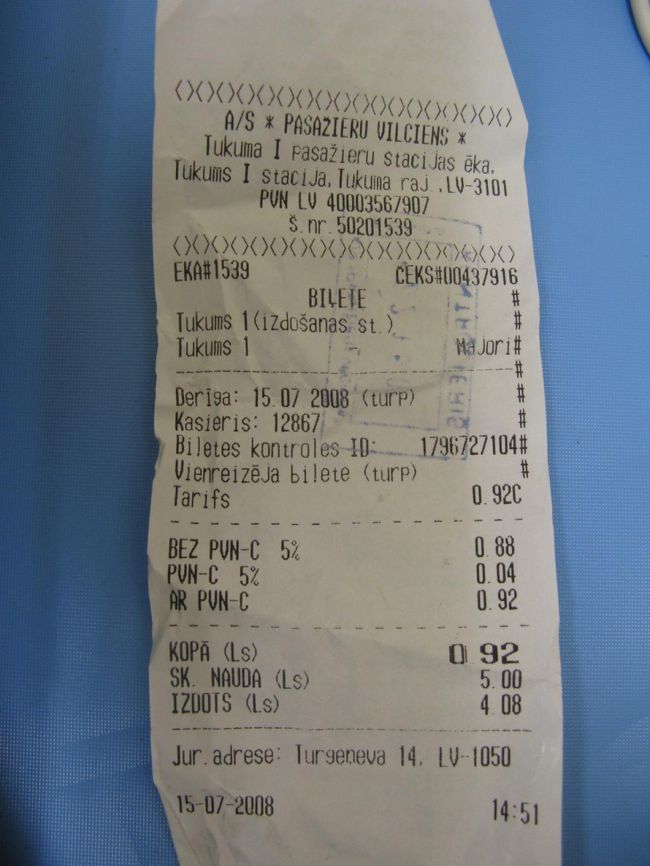 A/S * PASAŽIERU VILCIENS *
Tukuma I pasažieru stacijas ēka,
Tukums I stacija,Tukuma raj.,LV-3101
PVN LV 40003567907
Š.nr.50201539
EKA#1539 ČEKS#00437916
BIĻETE #
Tukums 1(izdošanas st.) #
Tukums 1 - Majori#
#
Derīga: 15.07 2008 (turp) #
Kasieris: 12867 #
Biļetes kontroles ID: 1796727104#
Vienreizēja biļete (turp) #
Tarifs 0.92C
BEZ PVN-C 5% 0.88
PVN-C 5% 0.04
AR PVN-C 0.92
KOPĀ (Ls) 0.92
SK. NAUDA (Ls) 5.00
IZDOTS (Ls) 4.08
Jur.adrese: Turgeņeva 14, LV-1050
15-07-2008 14:51